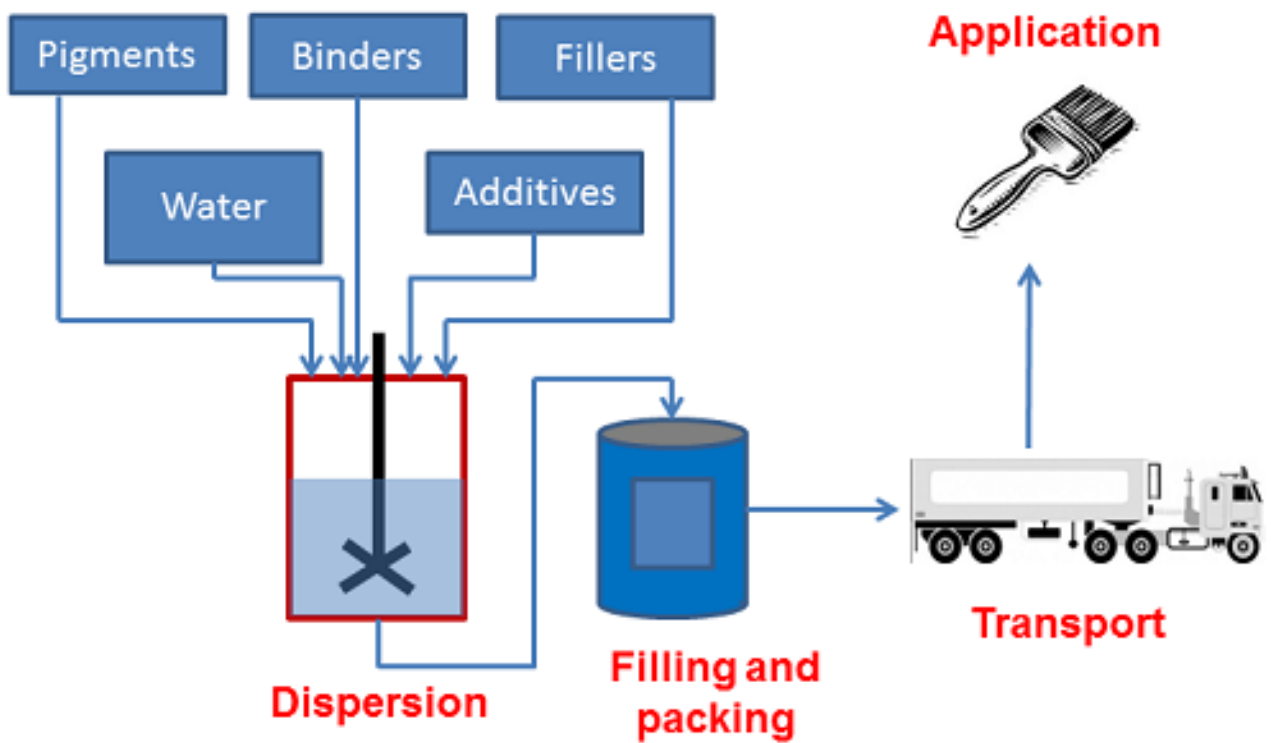 Pigments
Binders
Fillers
Application
Water
Additives
Dispersion
Filling and
packing
Transport